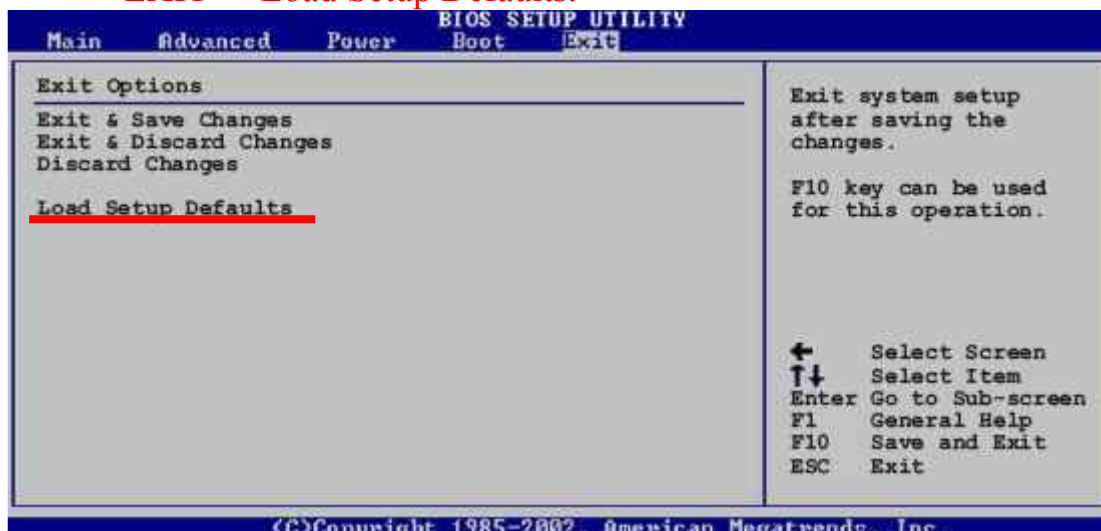 Load Setup Defaults.
BIOS SETUP UTILITY
Main Advanced Power Boot Exit
Exit Options
Exit & Save Changes
Exit & Discard Changes
Discard Changes
Load Setup Defaults
Exit system setup
after saving the
changes.
F10 key can be used
for this operation.
← Select Screen
↑↓ Select Item
Enter Go to Sub-screen
F1 General Help
F10 Save and Exit
ESC Exit
(C)Copyright 1985-2002, American Megatrends, Inc.